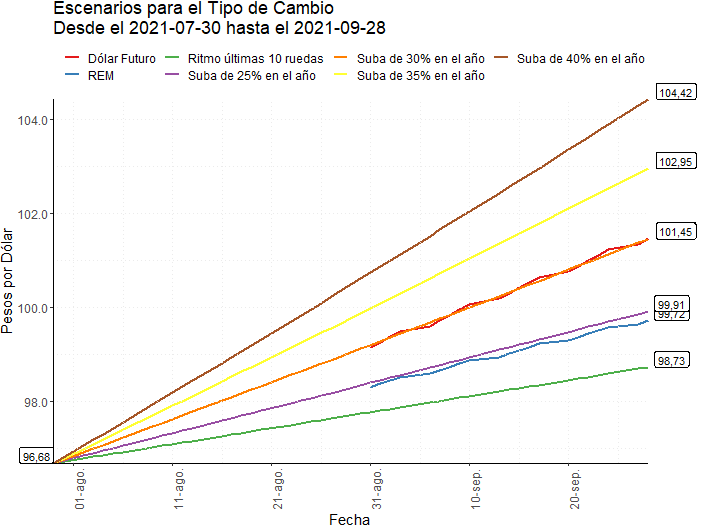 Escenarios para el Tipo de Cambio
Desde el 2021-07-30 hasta el 2021-09-28
Dólar Futuro
Ritmo últimas 10 ruedas
Suba de 30% en el año
Suba de 40% en el año
REM
Suba de 25% en el año
Suba de 35% en el año
104,42
104.0
102,95
102.0
101,45
Pesos por Dólar
100.0
99,91
99,72
98,73
98.0
96,68
01-ago.
11-ago.
21-ago.
31-ago.
10-sep.
20-sep.
Fecha